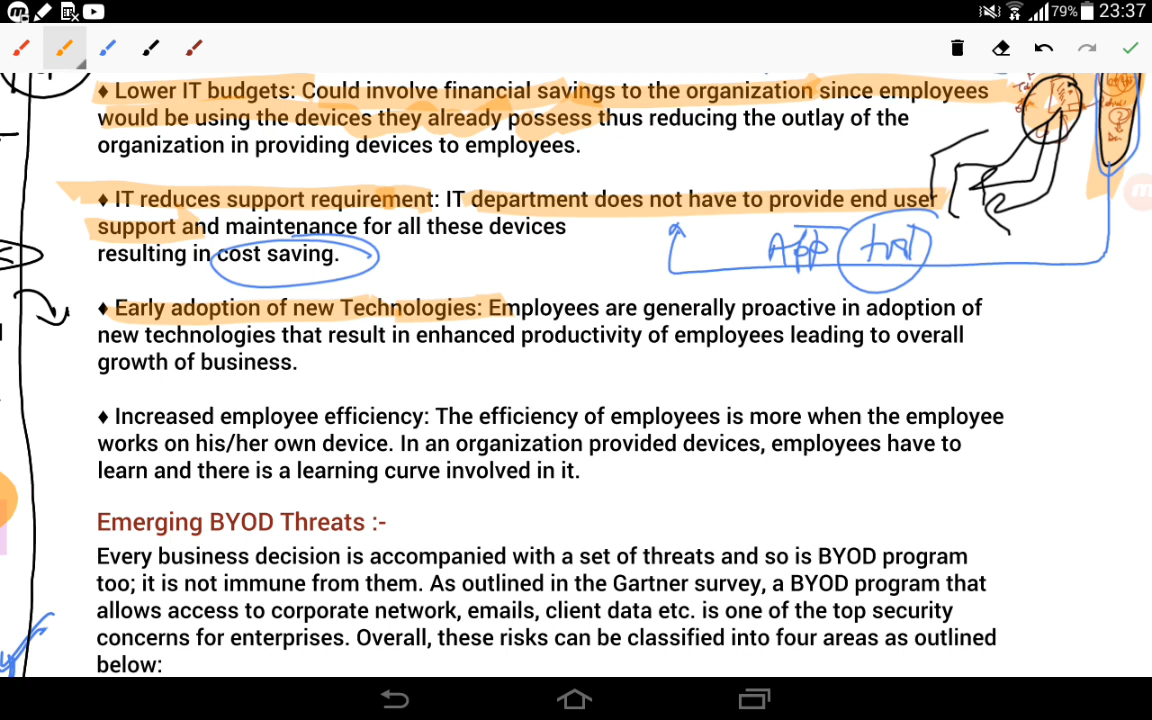 79% 23:37
♦ Lower IT budgets: Could involve financial savings to the organization since employees
would be using the devices they already possess thus reducing the outlay of the
organization in providing devices to employees.
♦ IT reduces support requirement: IT department does not have to provide end user
support and maintenance for all these devices
resulting in cost saving.
App
♦ Early adoption of new Technologies: Employees are generally proactive in adoption of
new technologies that result in enhanced productivity of employees leading to overall
growth of business.
♦ Increased employee efficiency: The efficiency of employees is more when the employee
works on his/her own device. In an organization provided devices, employees have to
learn and there is a learning curve involved in it.
Emerging BYOD Threats :-
Every business decision is accompanied with a set of threats and so is BYOD program
too; it is not immune from them. As outlined in the Gartner survey, a BYOD program that
allows access to corporate network, emails, client data etc. is one of the top security
concerns for enterprises. Overall, these risks can be classified into four areas as outlined
below: